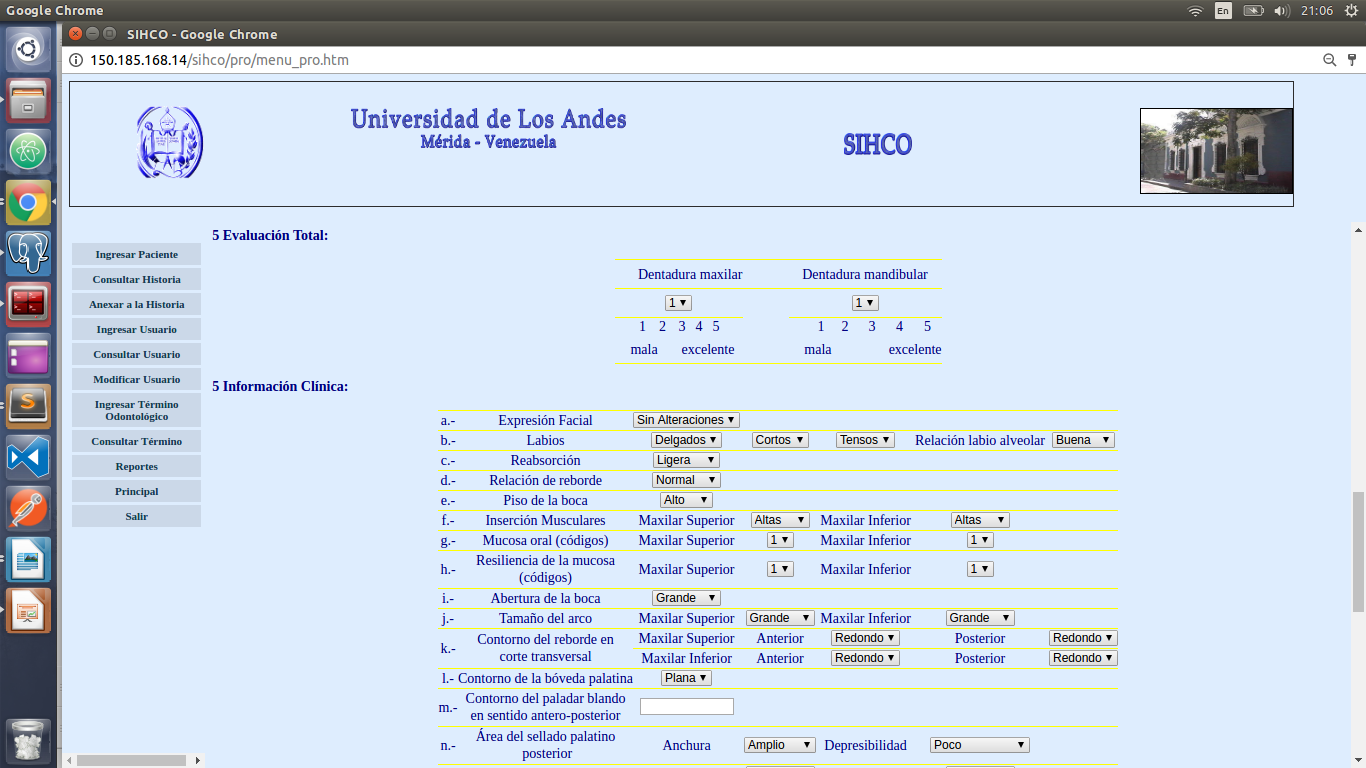 Google Chrome
En
21:06
SIHCO - Google Chrome
150.185.168.14/sihco/pro/menu_pro.htm
Universidad de Los Andes
Mérida - Venezuela
SIHCO
Ingresar Paciente
Consultar Historia
Anexar a la Historia
Ingresar Usuario
Consultar Usuario
Modificar Usuario
Ingresar Término
Odontológico
Consultar Término
Reportes
Principal
Salir
5 Evaluación Total:
Dentadura maxilar Dentadura mandibular
1 1
1 2 3 4 5 1 2 3 4 5
mala excelente mala excelente
5 Información Clínica:
a.- Expresión Facial Sin Alteraciones
b.- Labios Delgados Cortos Tensos Relación labio alveolar Buena
c.- Reabsorción Ligera
d.- Relación de reborde Normal
e.- Piso de la boca Alto
f.- Inserción Musculares Maxilar Superior Altas Maxilar Inferior Altas
g.- Mucosa oral (códigos) Maxilar Superior 1 Maxilar Inferior 1
h.- Resiliencia de la mucosa
(códigos) Maxilar Superior 1 Maxilar Inferior 1
i.- Abertura de la boca Grande
j.- Tamaño del arco Maxilar Superior Grande Maxilar Inferior Grande
k.- Contorno del reborde en
corte transversal
Maxilar Superior Anterior Redondo Posterior Redondo
Maxilar Inferior Anterior Redondo Posterior Redondo
l.- Contorno de la bóveda palatina Plana
m.- Contorno del paladar blando
en sentido antero-posterior
n.- Área del sellado palatino
posterior Anchura Amplio Depresibilidad Poco